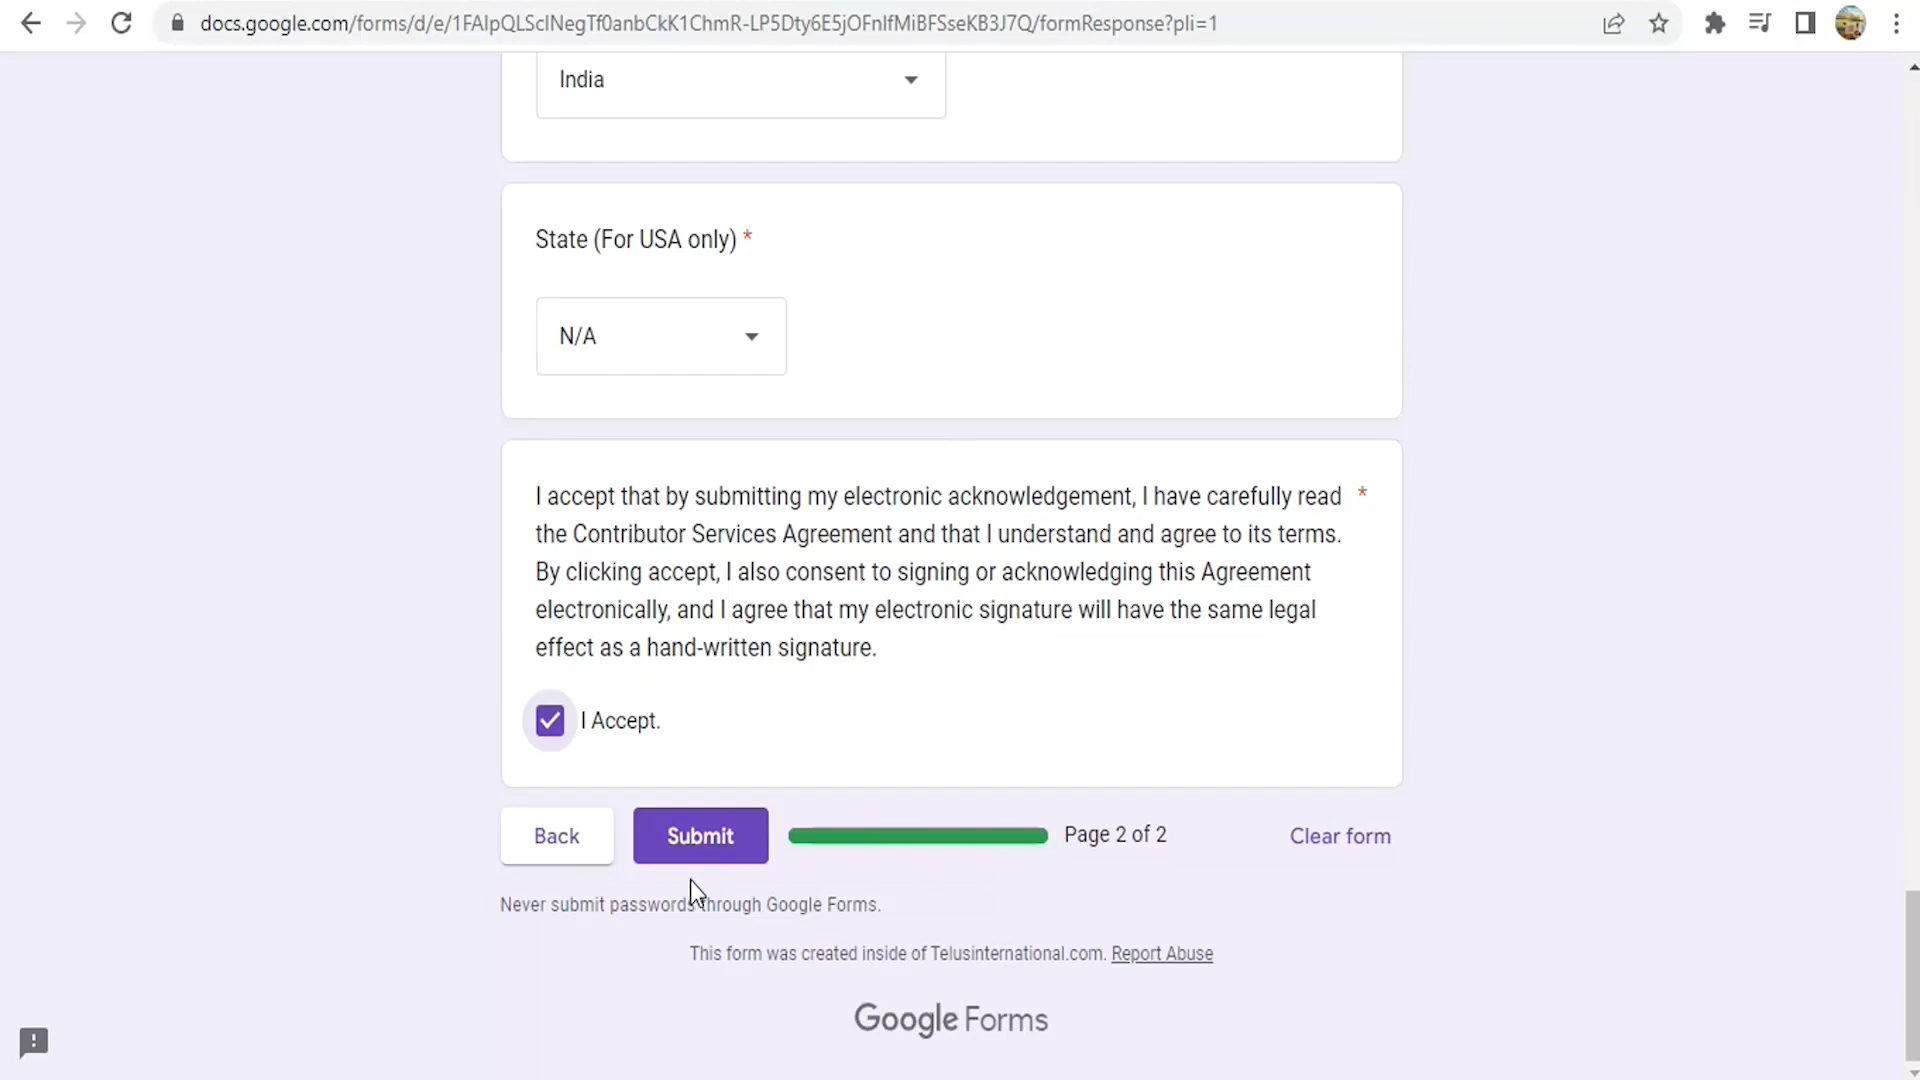 docs.google.com/forms/d/e/1FAIpQLScINegTf0anbCkK1ChmR-LP5Dty6E5jOFnIfMiBFSseKB3J7Q/formResponse?pli=1
India
State (For USA only) *
N/A
I accept that by submitting my electronic acknowledgement, I have carefully read *
the Contributor Services Agreement and that I understand and agree to its terms.
By clicking accept, I also consent to signing or acknowledging this Agreement
electronically, and I agree that my electronic signature will have the same legal
effect as a hand-written signature.
I Accept.
Back Submit Page 2 of 2 Clear form
Never submit passwords through Google Forms.
This form was created inside of Telusinternational.com. Report Abuse
Google Forms